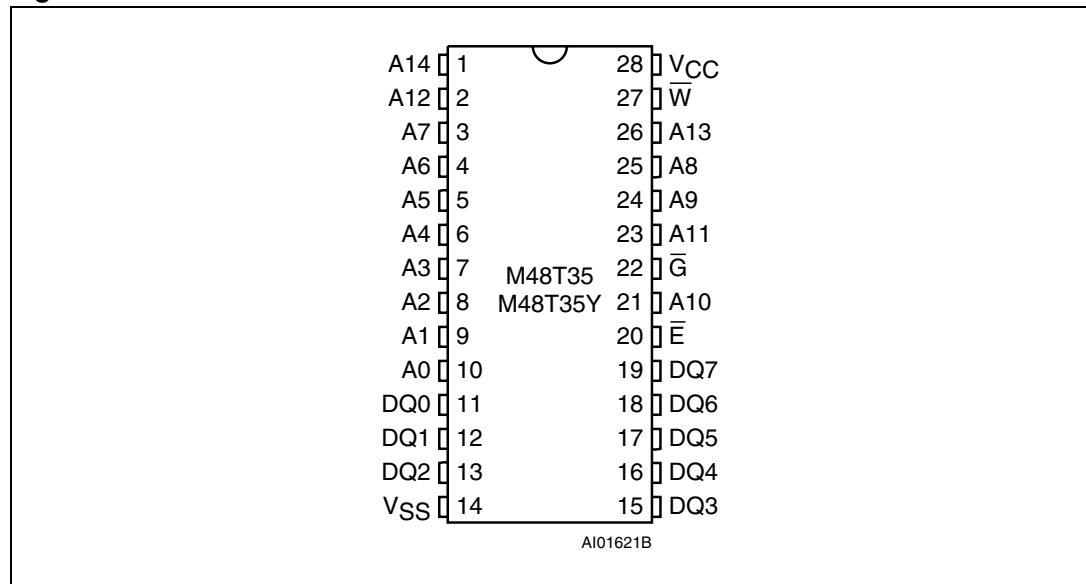 A14 1 28 VCC
A12 2 27 W̅
A7 3 26 A13
A6 4 25 A8
A5 5 24 A9
A4 6 23 A11
A3 7 M48T35 22 G̅
A2 8 M48T35Y 21 A10
A1 9 20 E̅
A0 10 19 DQ7
DQ0 11 18 DQ6
DQ1 12 17 DQ5
DQ2 13 16 DQ4
VSS 14 15 DQ3
AI01621B